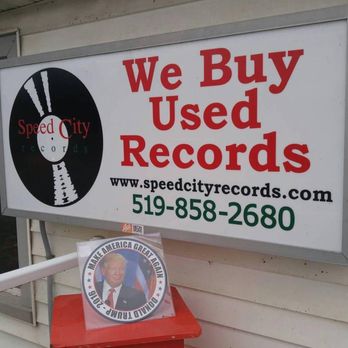 We Buy
Used
Records
www.speedcityrecords.com
519-858-2680
Speed City
records
MAKE AMERICA GREAT AGAIN
DONALD TRUMP - 2016